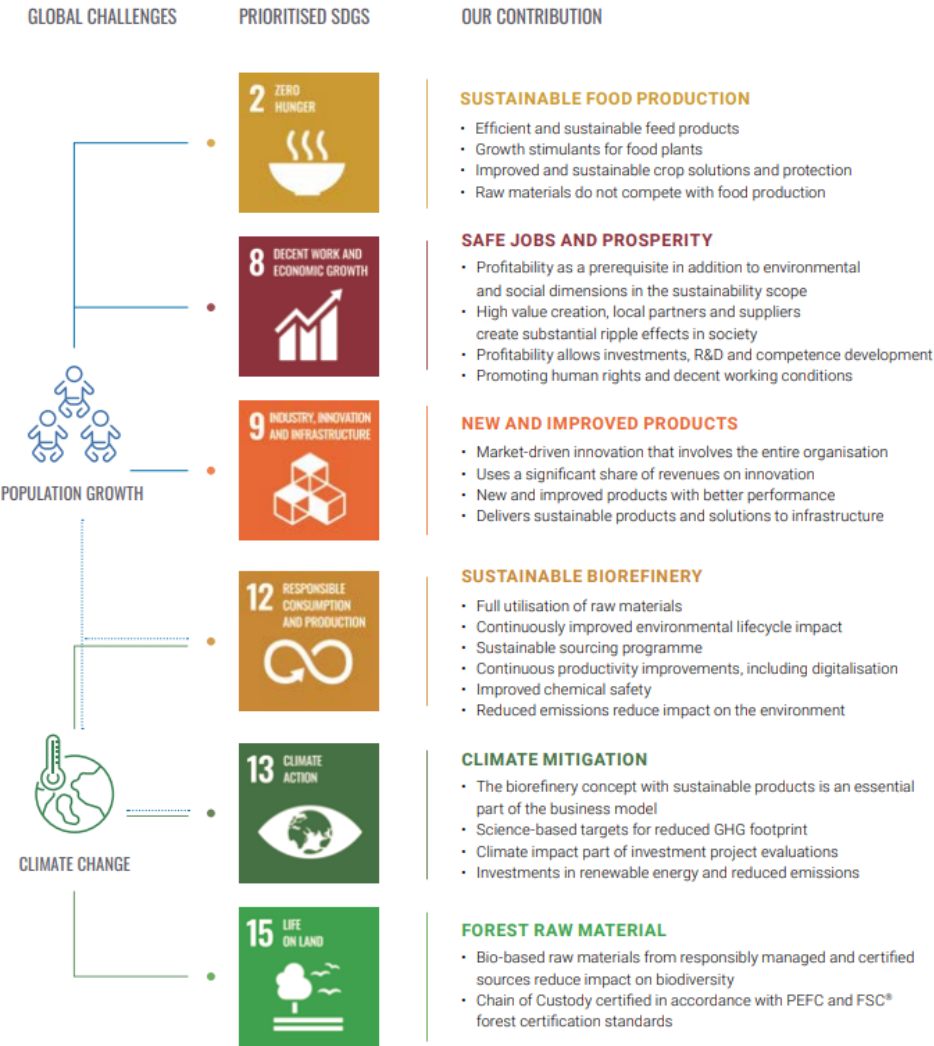 GLOBAL CHALLENGES
PRIORITISED SDGS
OUR CONTRIBUTION
2 ZERO
HUNGER
SUSTAINABLE FOOD PRODUCTION
• Efficient and sustainable feed products
• Growth stimulants for food plants
• Improved and sustainable crop solutions and protection
• Raw materials do not compete with food production
8 DECENT WORK AND
ECONOMIC GROWTH
SAFE JOBS AND PROSPERITY
• Profitability as a prerequisite in addition to environmental
and social dimensions in the sustainability scope
• High value creation, local partners and suppliers
create substantial ripple effects in society
• Profitability allows investments, R&D and competence development
• Promoting human rights and decent working conditions
POPULATION GROWTH
9 INDUSTRY, INNOVATION
AND INFRASTRUCTURE
NEW AND IMPROVED PRODUCTS
• Market-driven innovation that involves the entire organisation
• Uses a significant share of revenues on innovation
• New and improved products with better performance
• Delivers sustainable products and solutions to infrastructure
12 RESPONSIBLE
CONSUMPTION
AND PRODUCTION
SUSTAINABLE BIOREFINERY
• Full utilisation of raw materials
• Continuously improved environmental lifecycle impact
• Sustainable sourcing programme
• Continuous productivity improvements, including digitalisation
• Improved chemical safety
• Reduced emissions reduce impact on the environment
CLIMATE CHANGE
13 CLIMATE
ACTION
CLIMATE MITIGATION
• The biorefinery concept with sustainable products is an essential
part of the business model
• Science-based targets for reduced GHG footprint
• Climate impact part of investment project evaluations
• Investments in renewable energy and reduced emissions
15 LIFE
ON LAND
FOREST RAW MATERIAL
• Bio-based raw materials from responsibly managed and certified
sources reduce impact on biodiversity
• Chain of Custody certified in accordance with PEFC and FSC®
forest certification standards